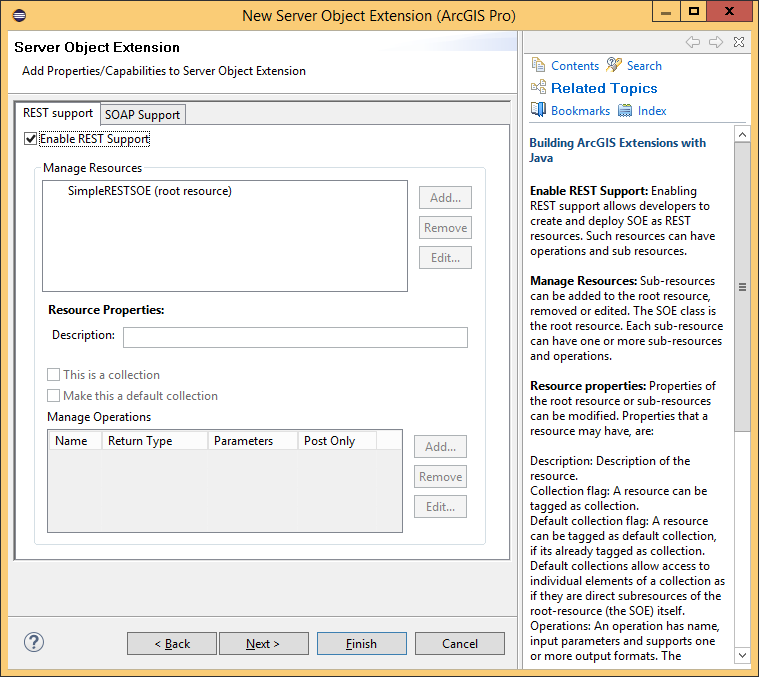 New Server Object Extension (ArcGIS Pro)
Server Object Extension
Add Properties/Capabilities to Server Object Extension
REST support
SOAP Support
Enable REST Support
Manage Resources
SimpleRESTSOE (root resource)
Add...
Remove
Edit...
Resource Properties:
Description:
This is a collection
Make this a default collection
Manage Operations
Name Return Type Parameters Post Only
Add...
Remove
Edit...
?
< Back
Next >
Finish
Cancel
Contents Search
Related Topics
Bookmarks Index
Building ArcGIS Extensions with
Java
Enable REST Support: Enabling
REST support allows developers to
create and deploy SOE as REST
resources. Such resources can have
operations and sub resources.
Manage Resources: Sub-resources
can be added to the root resource,
removed or edited. The SOE class is
the root resource. Each sub-resource
can have one or more sub-resources
and operations.
Resource properties: Properties of
the root resource or sub-resources
can be modified. Properties that a
resource may have, are:
Description: Description of the
resource.
Collection flag: A resource can be
tagged as collection.
Default collection flag: A resource
can be tagged as default collection,
if its already tagged as collection.
Default collections allow access to
individual elements of a collection as
if they are direct subresources of the
root-resource (the SOE) itself.
Operations: An operation has name,
input parameters and supports one
or more output formats. The